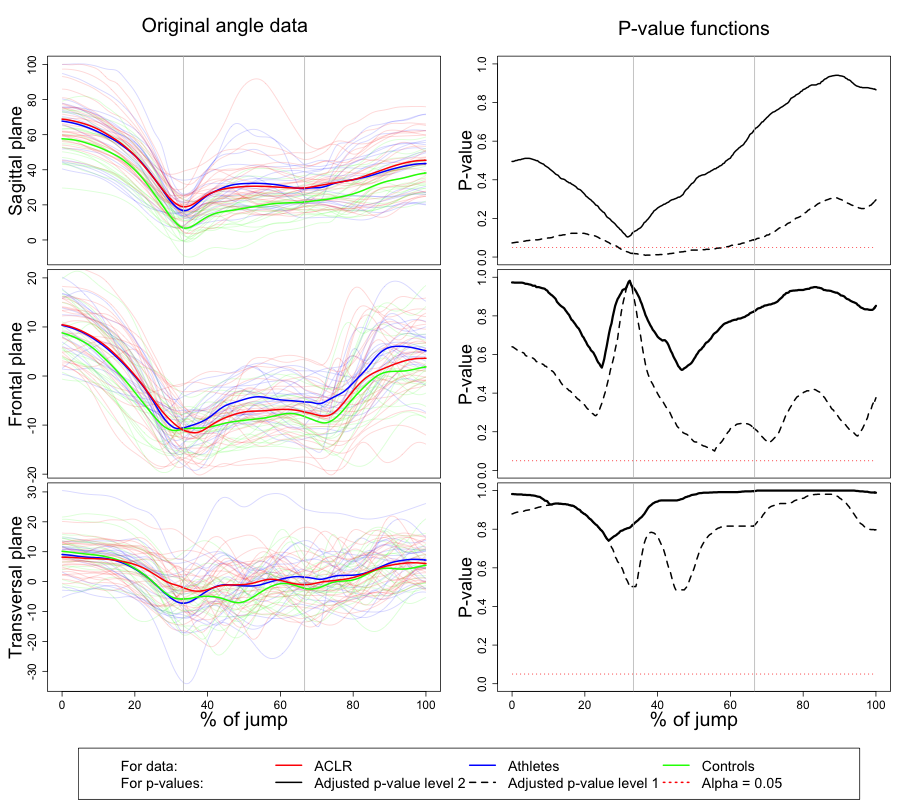 Original angle data
P-value functions
Sagittal plane
0 20 40 60 80 100
P-value
0.0 0.2 0.4 0.6 0.8 1.0
Frontal plane
-20 -10 0 10 20
P-value
0.0 0.2 0.4 0.6 0.8 1.0
Transversal plane
-30 -20 -10 0 10 20 30
P-value
0.0 0.2 0.4 0.6 0.8 1.0
0 20 40 60 80 100
% of jump
0 20 40 60 80 100
% of jump
For data: ACLR Athletes Controls
For p-values: Adjusted p-value level 2 Adjusted p-value level 1 Alpha = 0.05